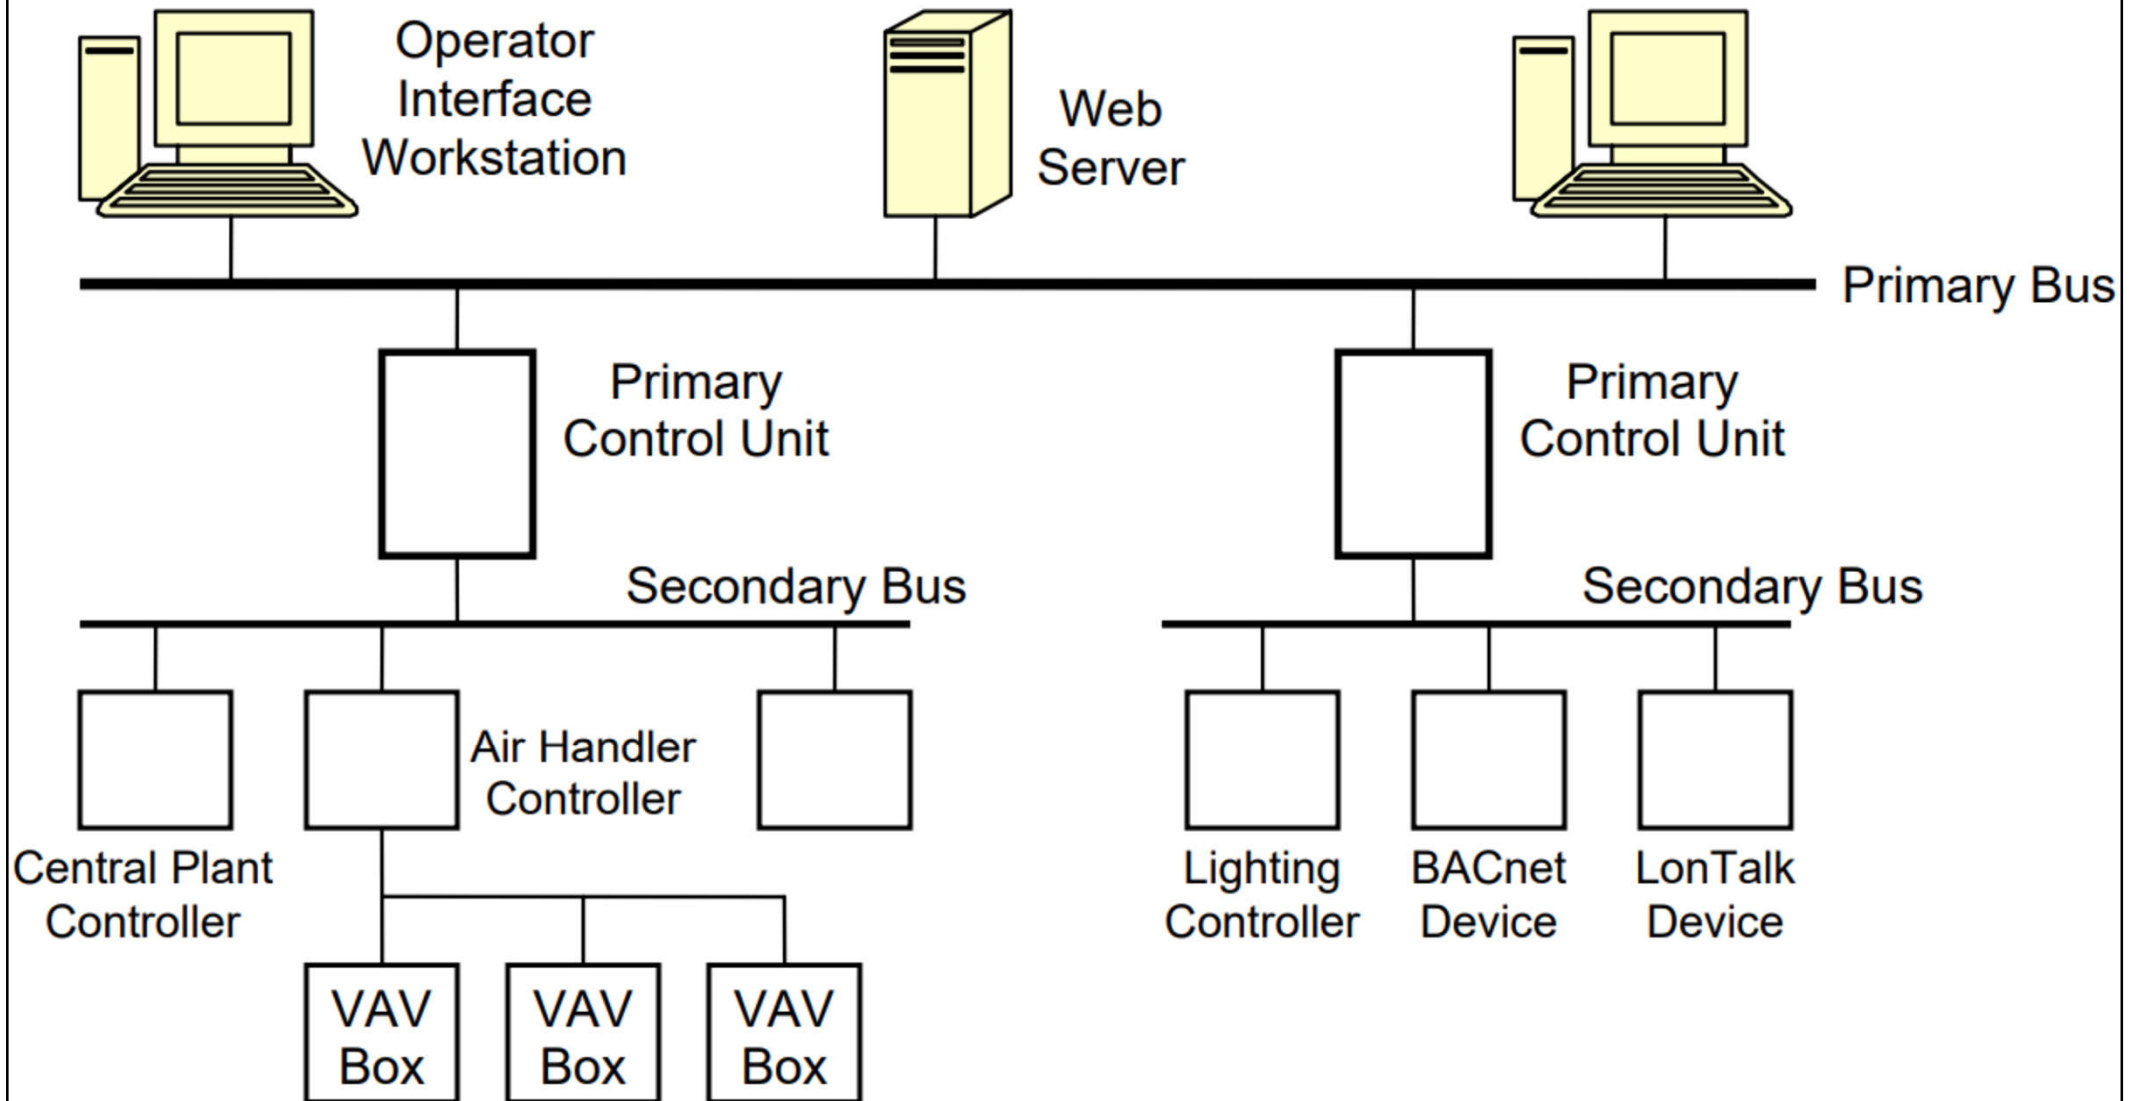 Operator
Interface
Workstation
Web
Server
Primary Bus
Primary
Control Unit
Primary
Control Unit
Secondary Bus
Secondary Bus
Air Handler
Controller
Central Plant
Controller
Lighting
Controller
BACnet
Device
LonTalk
Device
VAV
Box
VAV
Box
VAV
Box